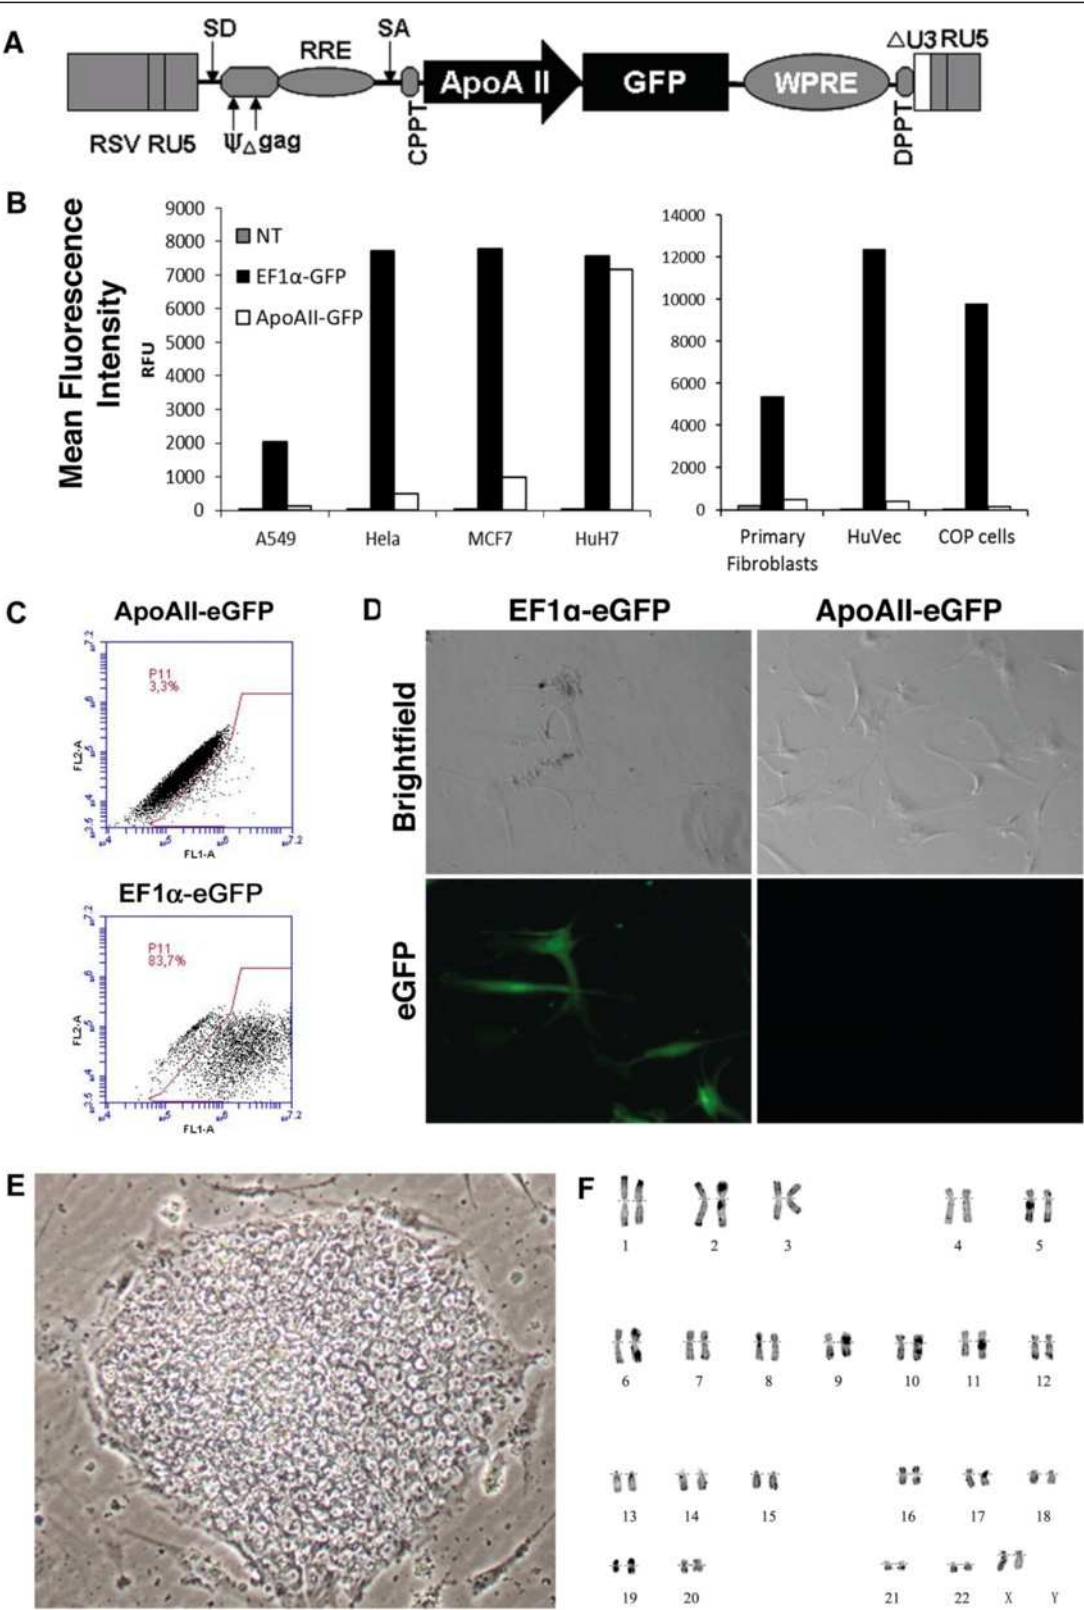 A
SD
SA
RRE
ApoA II
GFP
WPRE
△U3 RU5
RSV RU5
Ψ△gag
CPPT
DPPT
B
Mean Fluorescence
Intensity
RFU
9000
8000
7000
6000
5000
4000
3000
2000
1000
0
NT
EF1α-GFP
ApoAII-GFP
A549
Hela
MCF7
HuH7
14000
12000
10000
8000
6000
4000
2000
0
Primary
Fibroblasts
HuVec
COP cells
C
ApoAII-eGFP
P11
3,3%
FL2-A
FL1-A
EF1α-eGFP
P11
83,7%
FL2-A
FL1-A
D
EF1α-eGFP
ApoAII-eGFP
Brightfield
eGFP
E
F
1 2 3 4 5
6 7 8 9 10 11 12
13 14 15 16 17 18
19 20 21 22 X Y